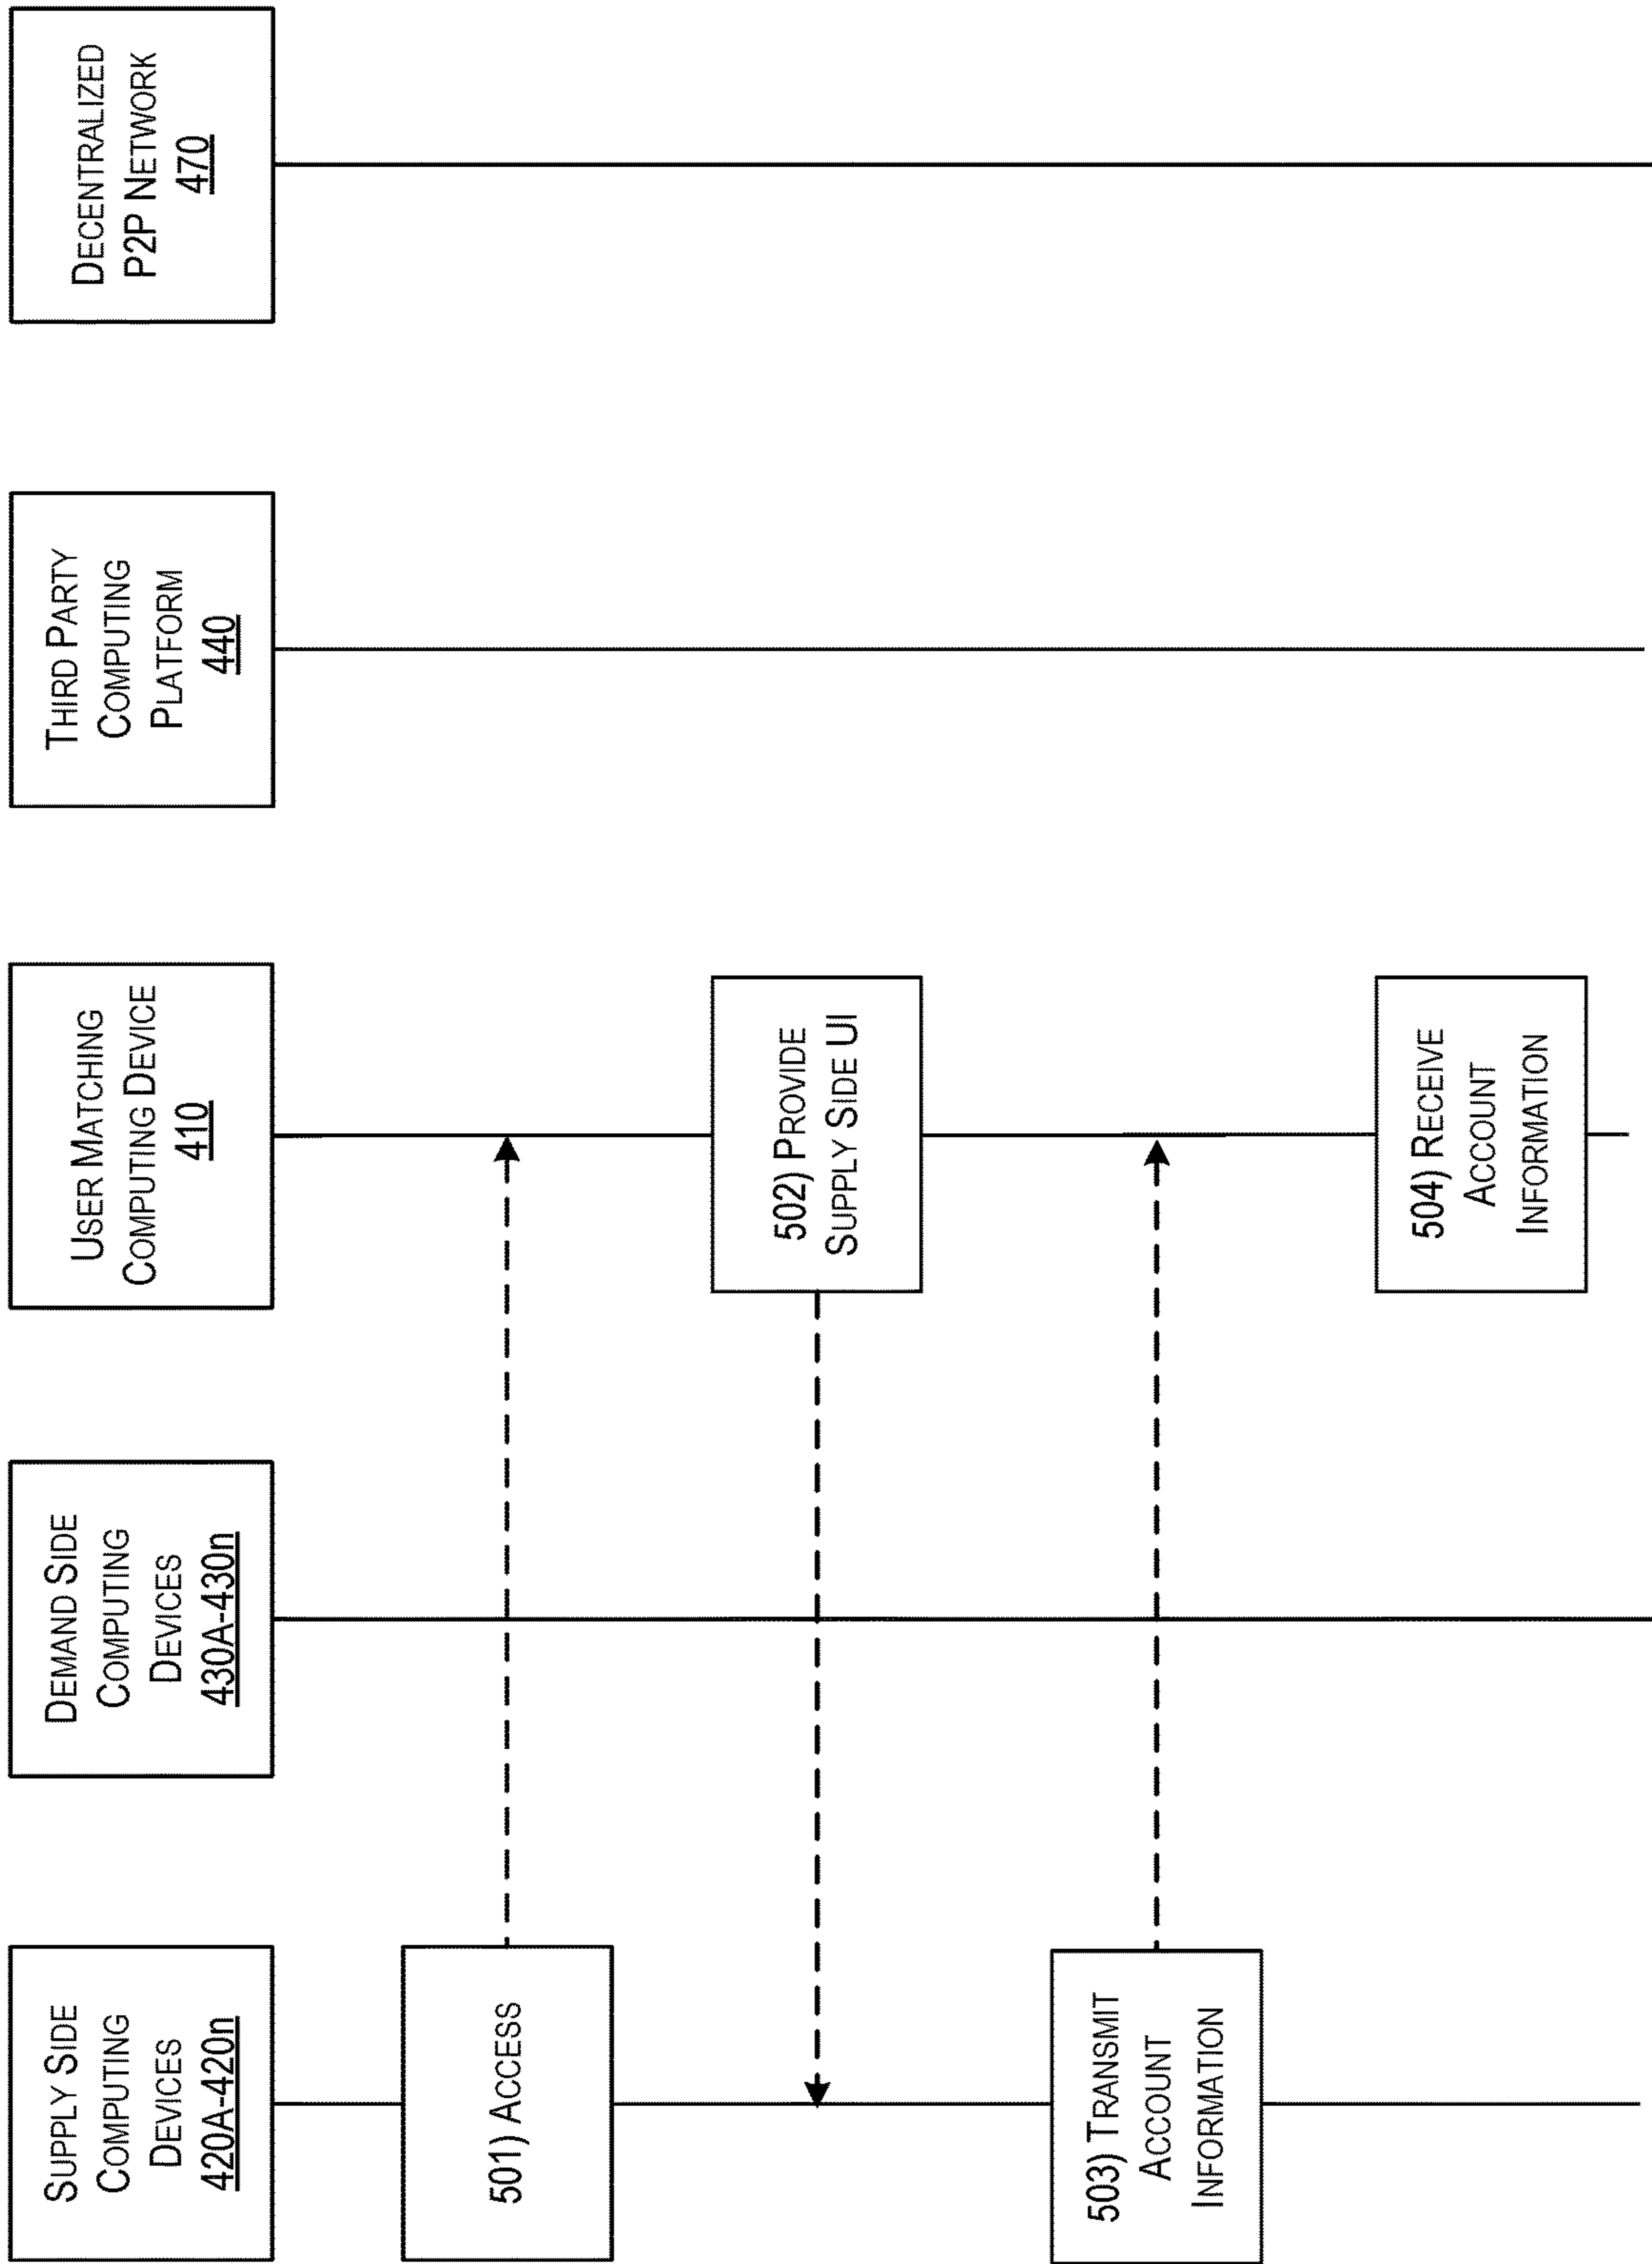 SUPPLY SIDE
COMPUTING
DEVICES
420A-420n
DEMAND SIDE
COMPUTING
DEVICES
430A-430n
USER MATCHING
COMPUTING DEVICE
410
THIRD PARTY
COMPUTING
PLATFORM
440
DECENTRALIZED
P2P NETWORK
470
501) ACCESS
502) PROVIDE
SUPPLY SIDE UI
503) TRANSMIT
ACCOUNT
INFORMATION
504) RECEIVE
ACCOUNT
INFORMATION